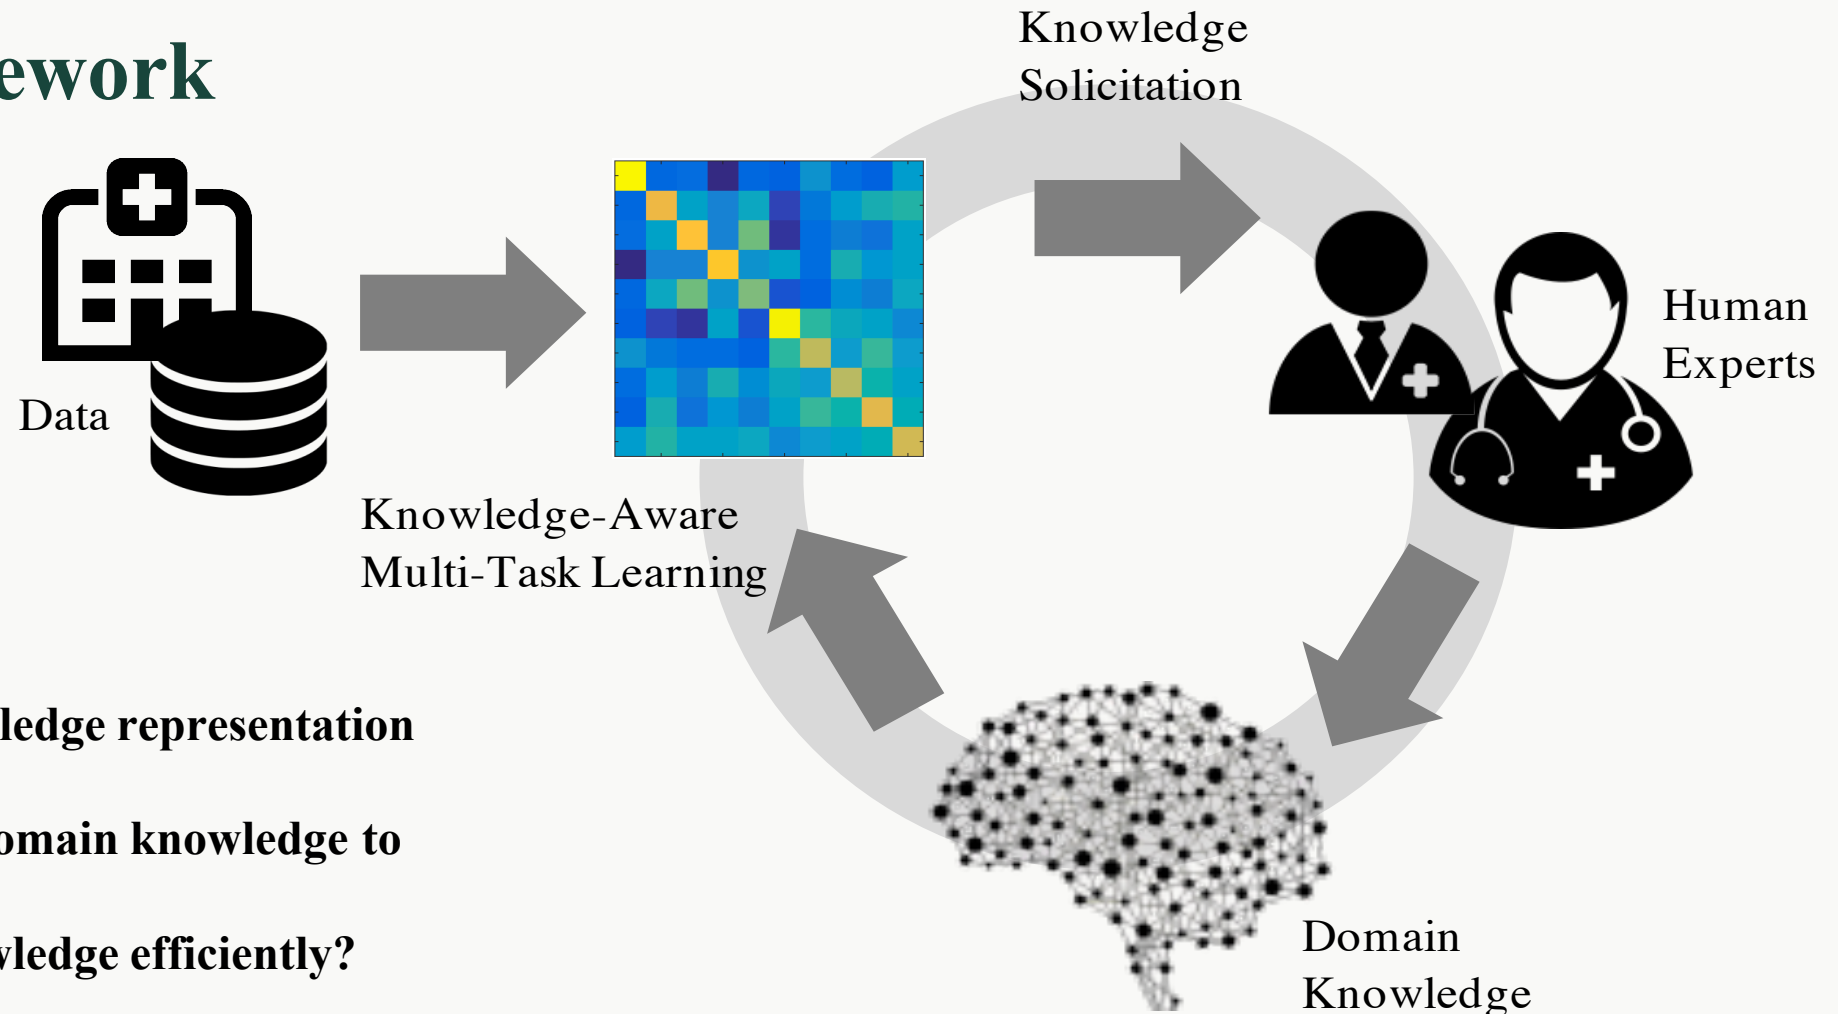 ework
Knowledge
Solicitation
Data
Human
Experts
Knowledge-Aware
Multi-Task Learning
ledge representation
omain knowledge to
wledge efficiently?
Domain
Knowledge